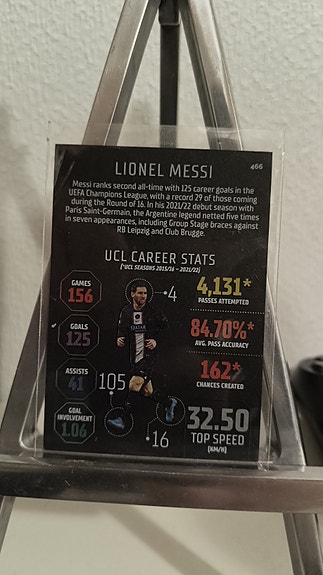 LIONEL MESSI
466
Messi ranks second all-time with 125 career goals in the
UEFA Champions League, with a record 29 of those coming
during the Round of 16. In his 2021/22 debut season with
Paris Saint-Germain, the Argentine legend netted five times
in seven appearances, including Group Stage braces against
RB Leipzig and Club Brugge.
UCL CAREER STATS
(*UCL SEASONS 2015/16 – 2021/22)
GAMES
156
GOALS
125
ASSISTS
41
GOAL
INVOLVEMENT
1.06
4
105
16
4,131*
PASSES ATTEMPTED
84.70%*
AVG. PASS ACCURACY
162*
CHANCES CREATED
32.50
TOP SPEED
(KM/H)